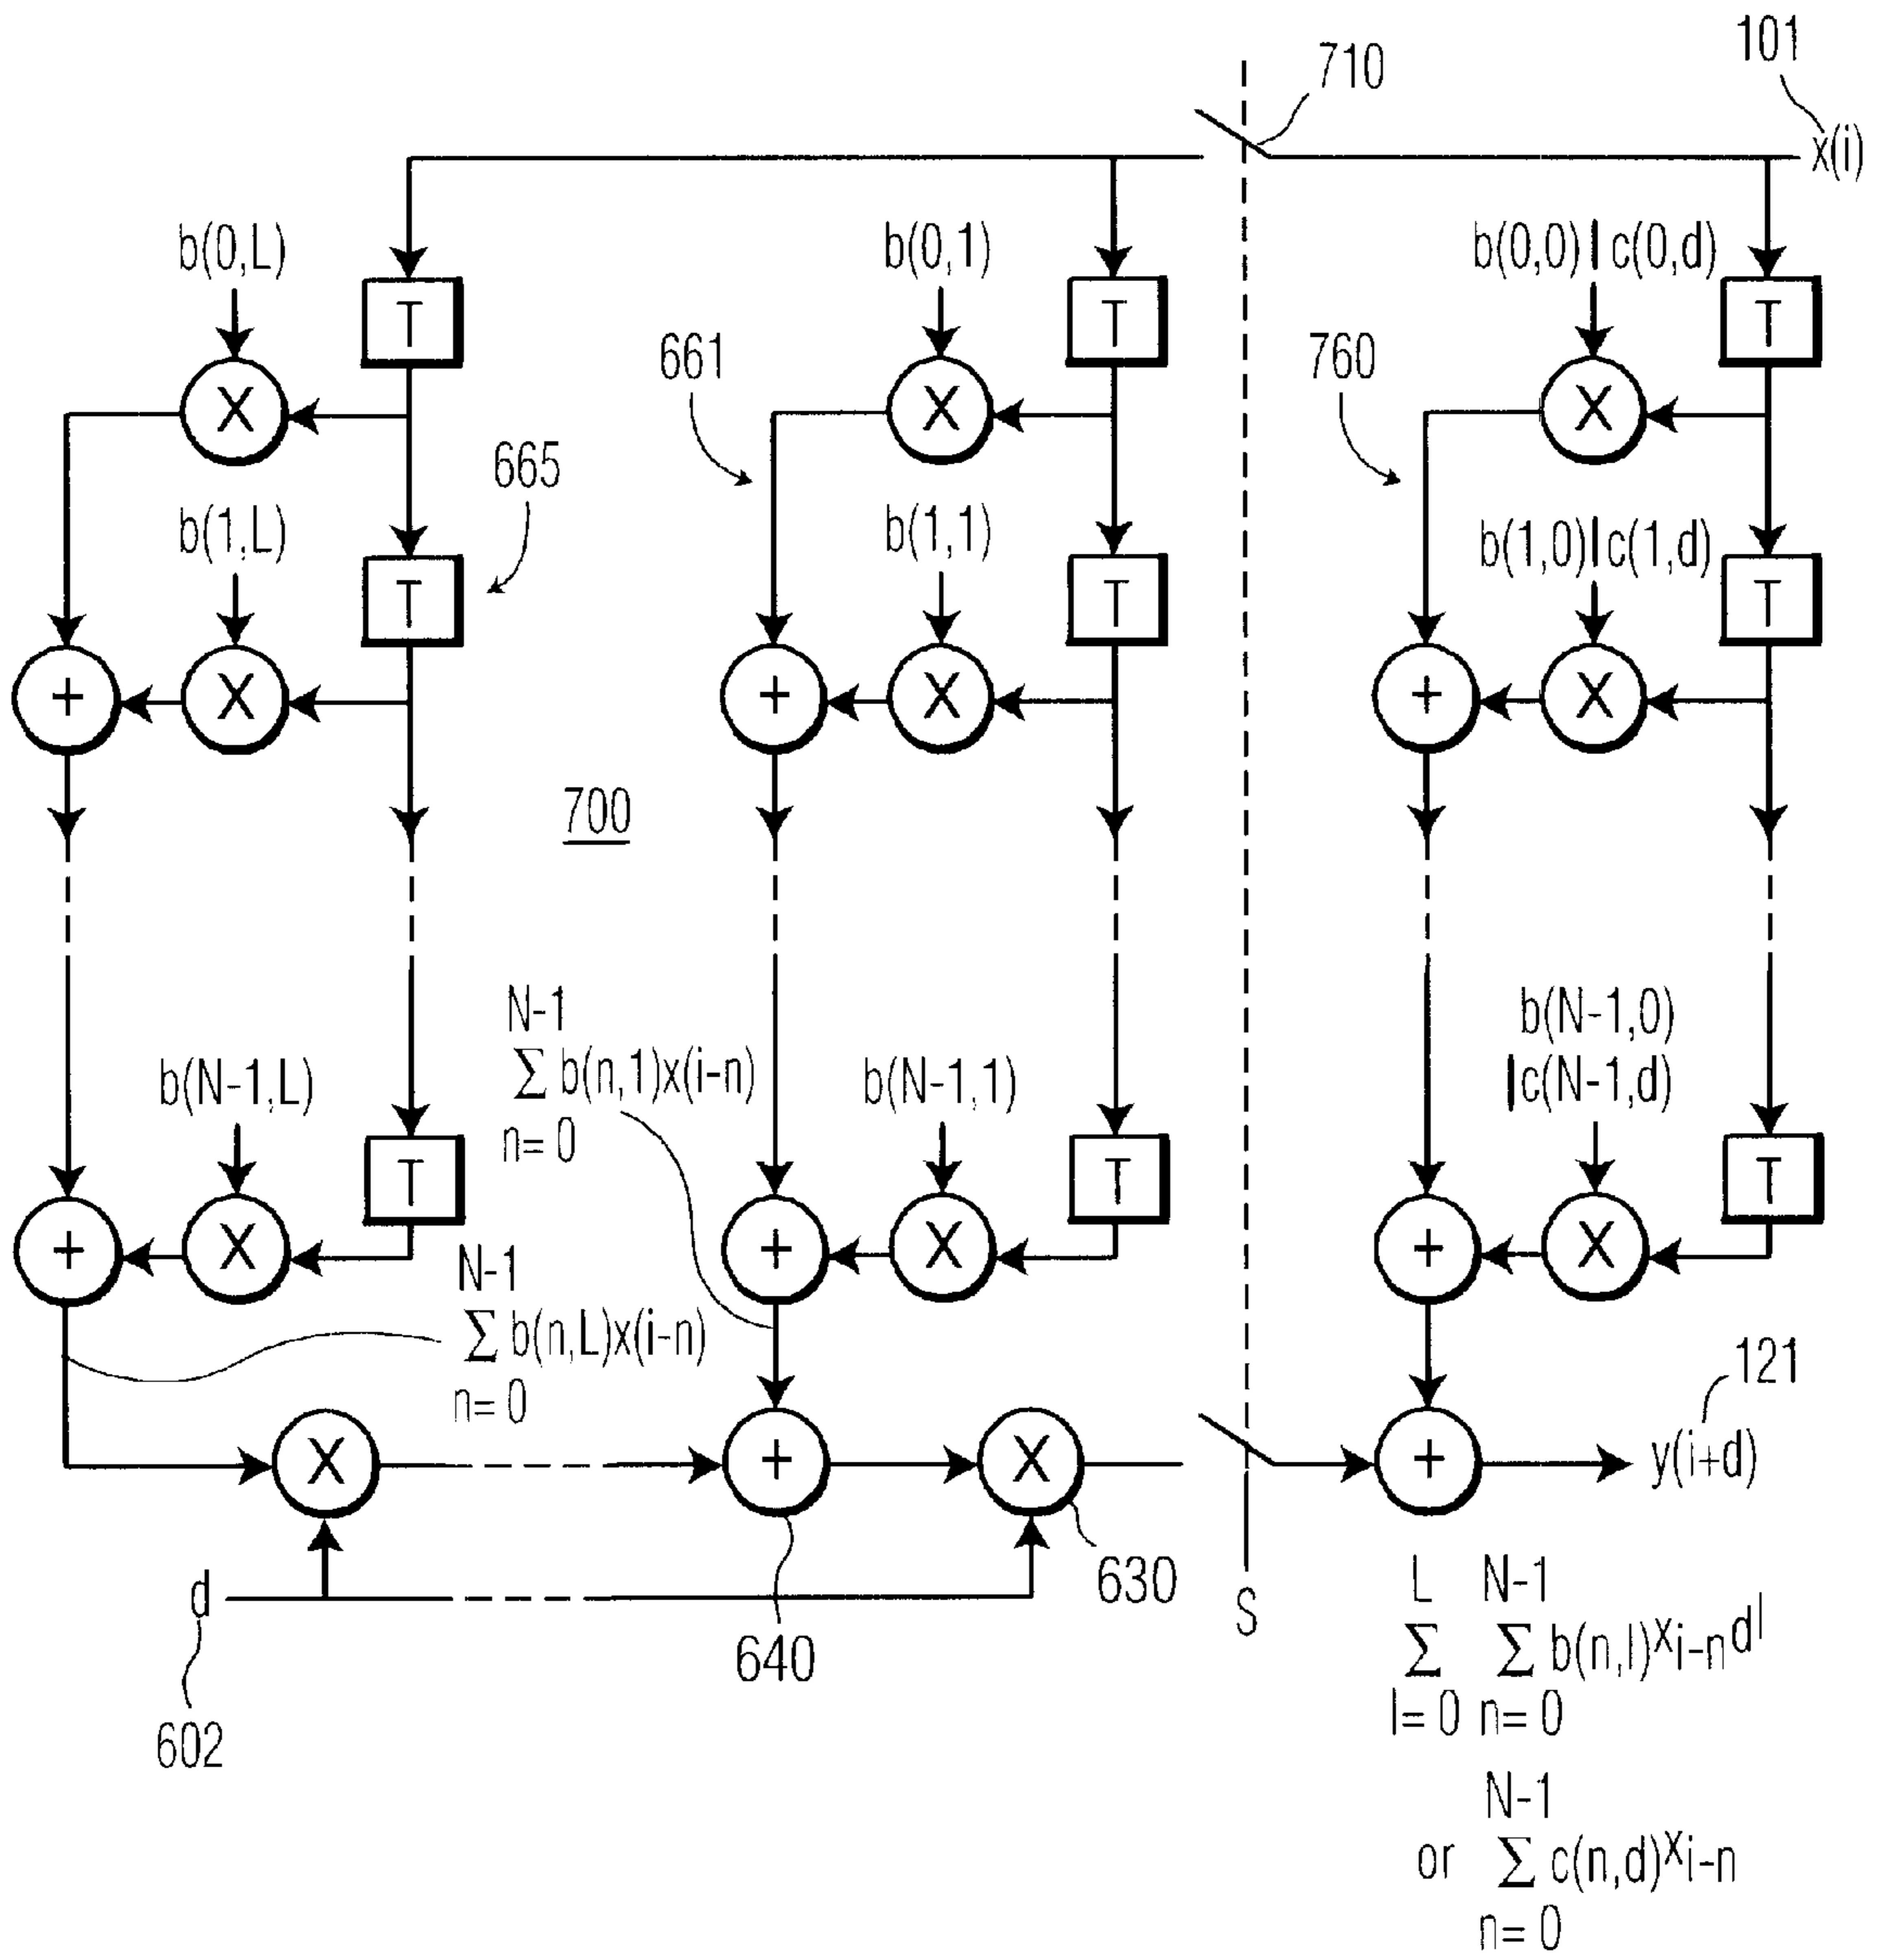 101
710
x(i)
b(0,L)
b(0,1)
b(0,0)|c(0,d)
T
T
T
661
760
X
X
X
665
b(1,L)
b(1,1)
b(1,0)|c(1,d)
T
T
T
+
X
+
X
+
X
700
N-1
Σ b(n,1)x(i-n)
n=0
b(N-1,0)
|c(N-1,d)
b(N-1,L)
b(N-1,1)
T
T
T
+
X
+
X
+
X
N-1
Σ b(n,L)x(i-n)
n=0
121
X
+
X
+
y(i+d)
d
630
S
640
602
L N-1
Σ Σ b(n,l)xi-ndl
l=0 n=0
N-1
or Σ c(n,d)xi-n
n=0